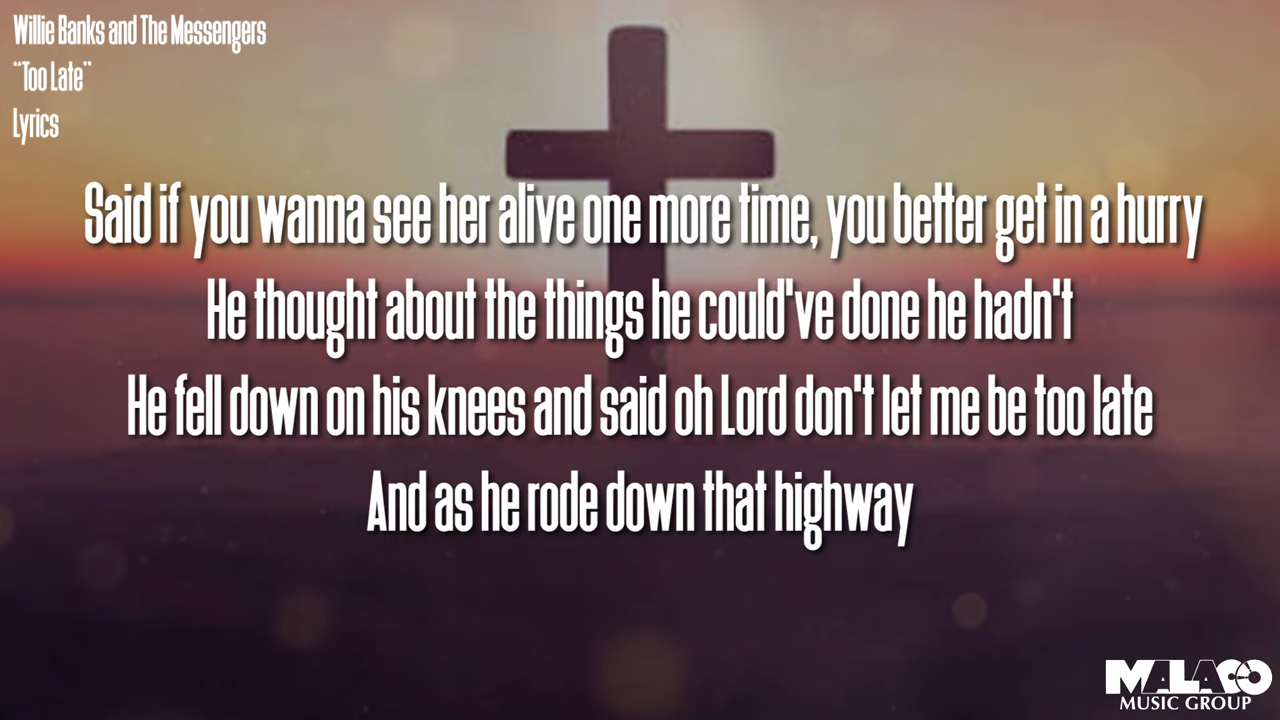 Willie Banks and The Messengers
"Too Late"
Lyrics
Said if you wanna see her alive one more time, you better get in a hurry
He thought about the things he could've done he hadn't
He fell down on his knees and said oh Lord don't let me be too late
And as he rode down that highway
MALACO
MUSIC GROUP